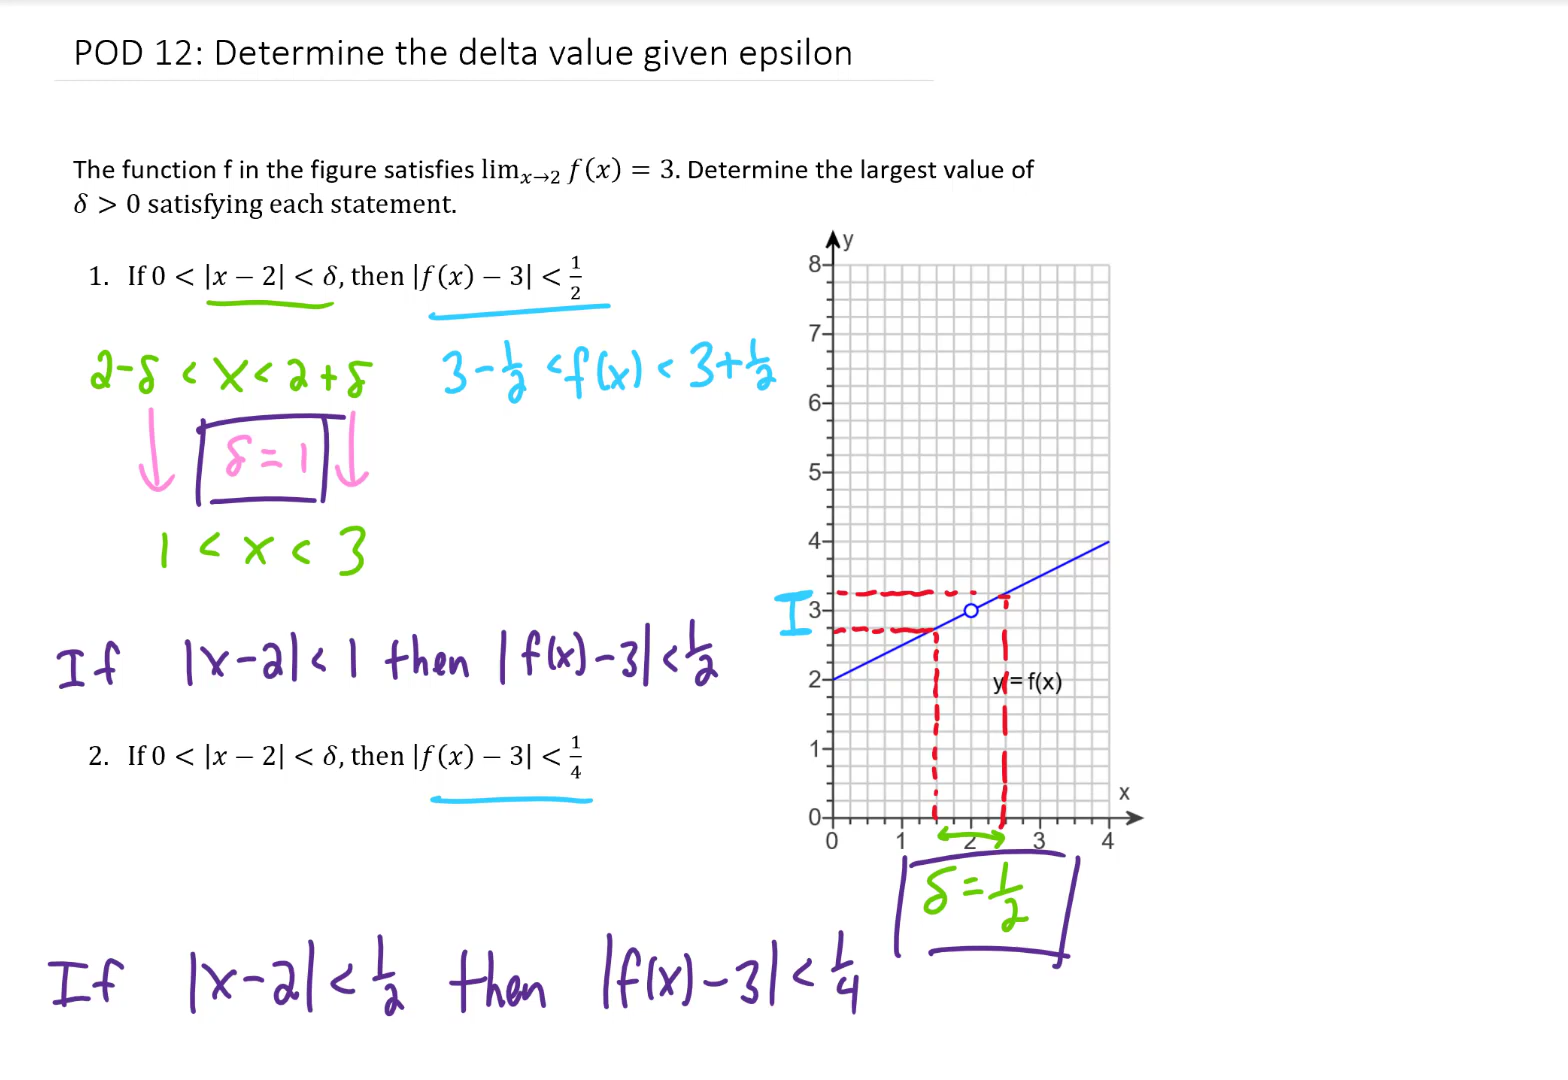 POD 12: Determine the delta value given epsilon
The function f in the figure satisfies lim_{x→2} f(x) = 3. Determine the largest value of
δ > 0 satisfying each statement.
1. If 0 < |x − 2| < δ, then |f(x) − 3| < 1/2
2-δ < x < 2+δ 3-1/2 < f(x) < 3+1/2
δ = 1
1 < x < 3
If |x-2| < 1 then |f(x)-3| < 1/2
2. If 0 < |x − 2| < δ, then |f(x) − 3| < 1/4
y
8
7
6
5
4
3
2
y = f(x)
1
x
0
0 1 2 3 4
δ = 1/2
If |x-2| < 1/2 then |f(x)-3| < 1/4